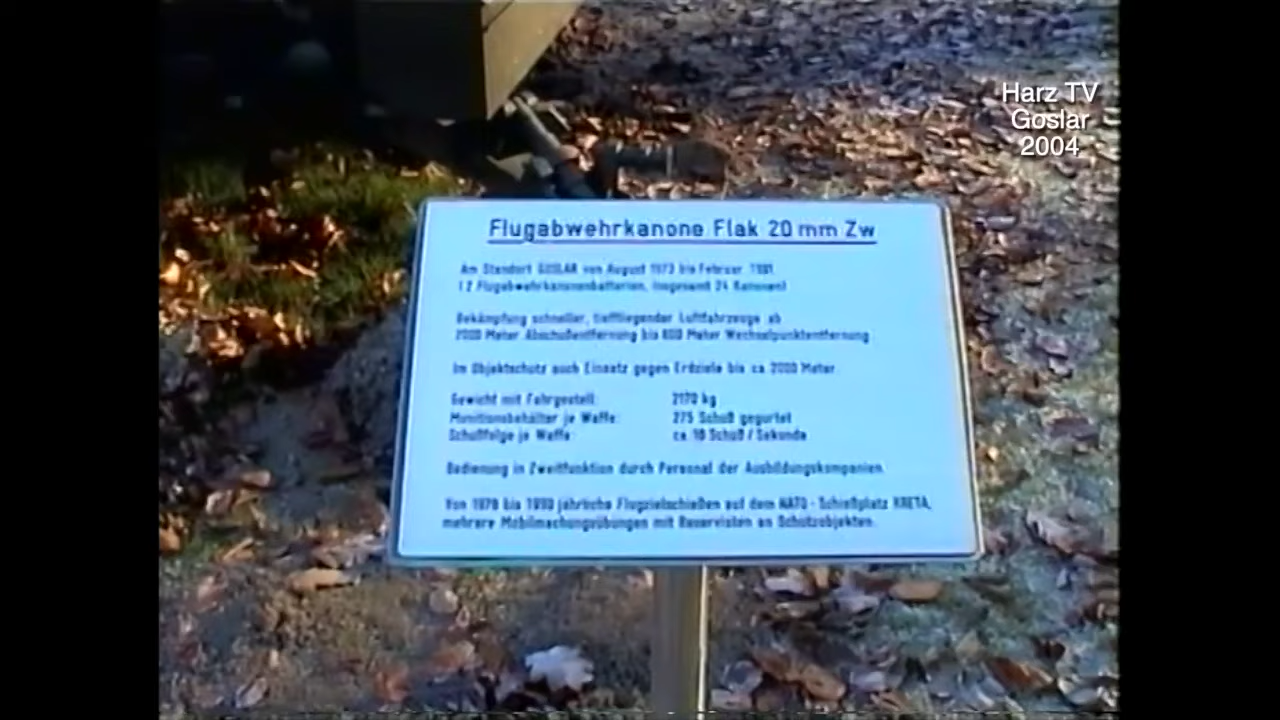 Harz TV
Goslar
2004
Flugabwehrkanone Flak 20 mm Zw
Am Standort GOSLAR von August 1973 bis Februar 1991
( 2 Flugabwehrkanonenbatterien, insgesamt 24 Kanonen)
Bekämpfung schneller, tieffliegender Luftfahrzeuge ab
2000 Meter Abschußentfernung bis 600 Meter Wechselpunktentfernung
Im Objektschutz auch Einsatz gegen Erdziele bis ca. 2000 Meter.
Gewicht mit Fahrgestell: 2170 kg
Munitionsbehälter je Waffe: 275 Schuß gegurtet
Schußfolge je Waffe: ca. Schuß / Sekunde
Bedienung in Zweitfunktion durch Personal der Ausbildungskompanien.
Von bis 1990 jährliche Flugzielschießen auf dem NATO - Schießplatz KRETA,
mehrere Mobilmachungsübungen mit Reservisten an Schutzobjekten.